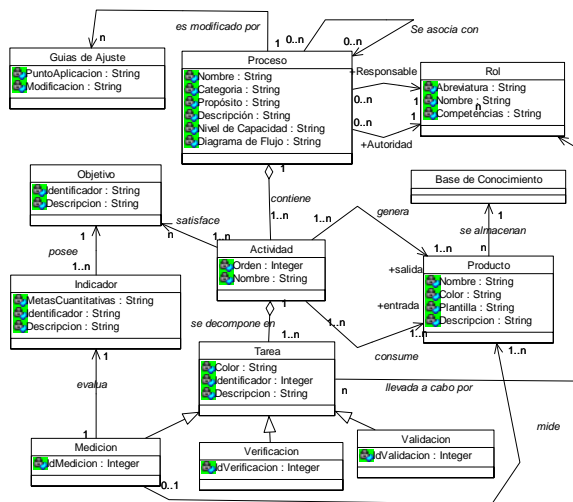 es modificado por
Se asocia con
n
1
0..n
0..n
Guias de Ajuste
PuntoAplicacion : String
Modificacion : String
Proceso
Nombre : String
Categoria : String
Propósito : String
Descripción : String
Nivel de Capacidad : String
Diagrama de Flujo : String
+Responsable
0..n
1
0..n
1
+Autoridad
Rol
Abreviatura : String
Nombre : String
Competencias : String
n
1
contiene
1..n
Objetivo
Identificador : String
Descripcion : String
satisface
n
1..n
1
posee
1..n
Actividad
Orden : Integer
Nombre : String
1..n
genera
1..n
+salida
+entrada
1..n
consume
1..n
Base de Conocimiento
1
se almacenan
n
Producto
Nombre : String
Color : String
Plantilla : String
Descripcion : String
1..n
Indicador
MetasCuantitativas : String
Identificador : String
Descripcion : String
1
se decompone en
1..n
Tarea
Color : String
Identificador : Integer
Descripcion : String
n
llevada a cabo por
1
evalua
1
mide
Medicion
IdMedicion : Integer
0..1
Verificacion
IdVerificacion : Integer
Validacion
IdValidacion : Integer